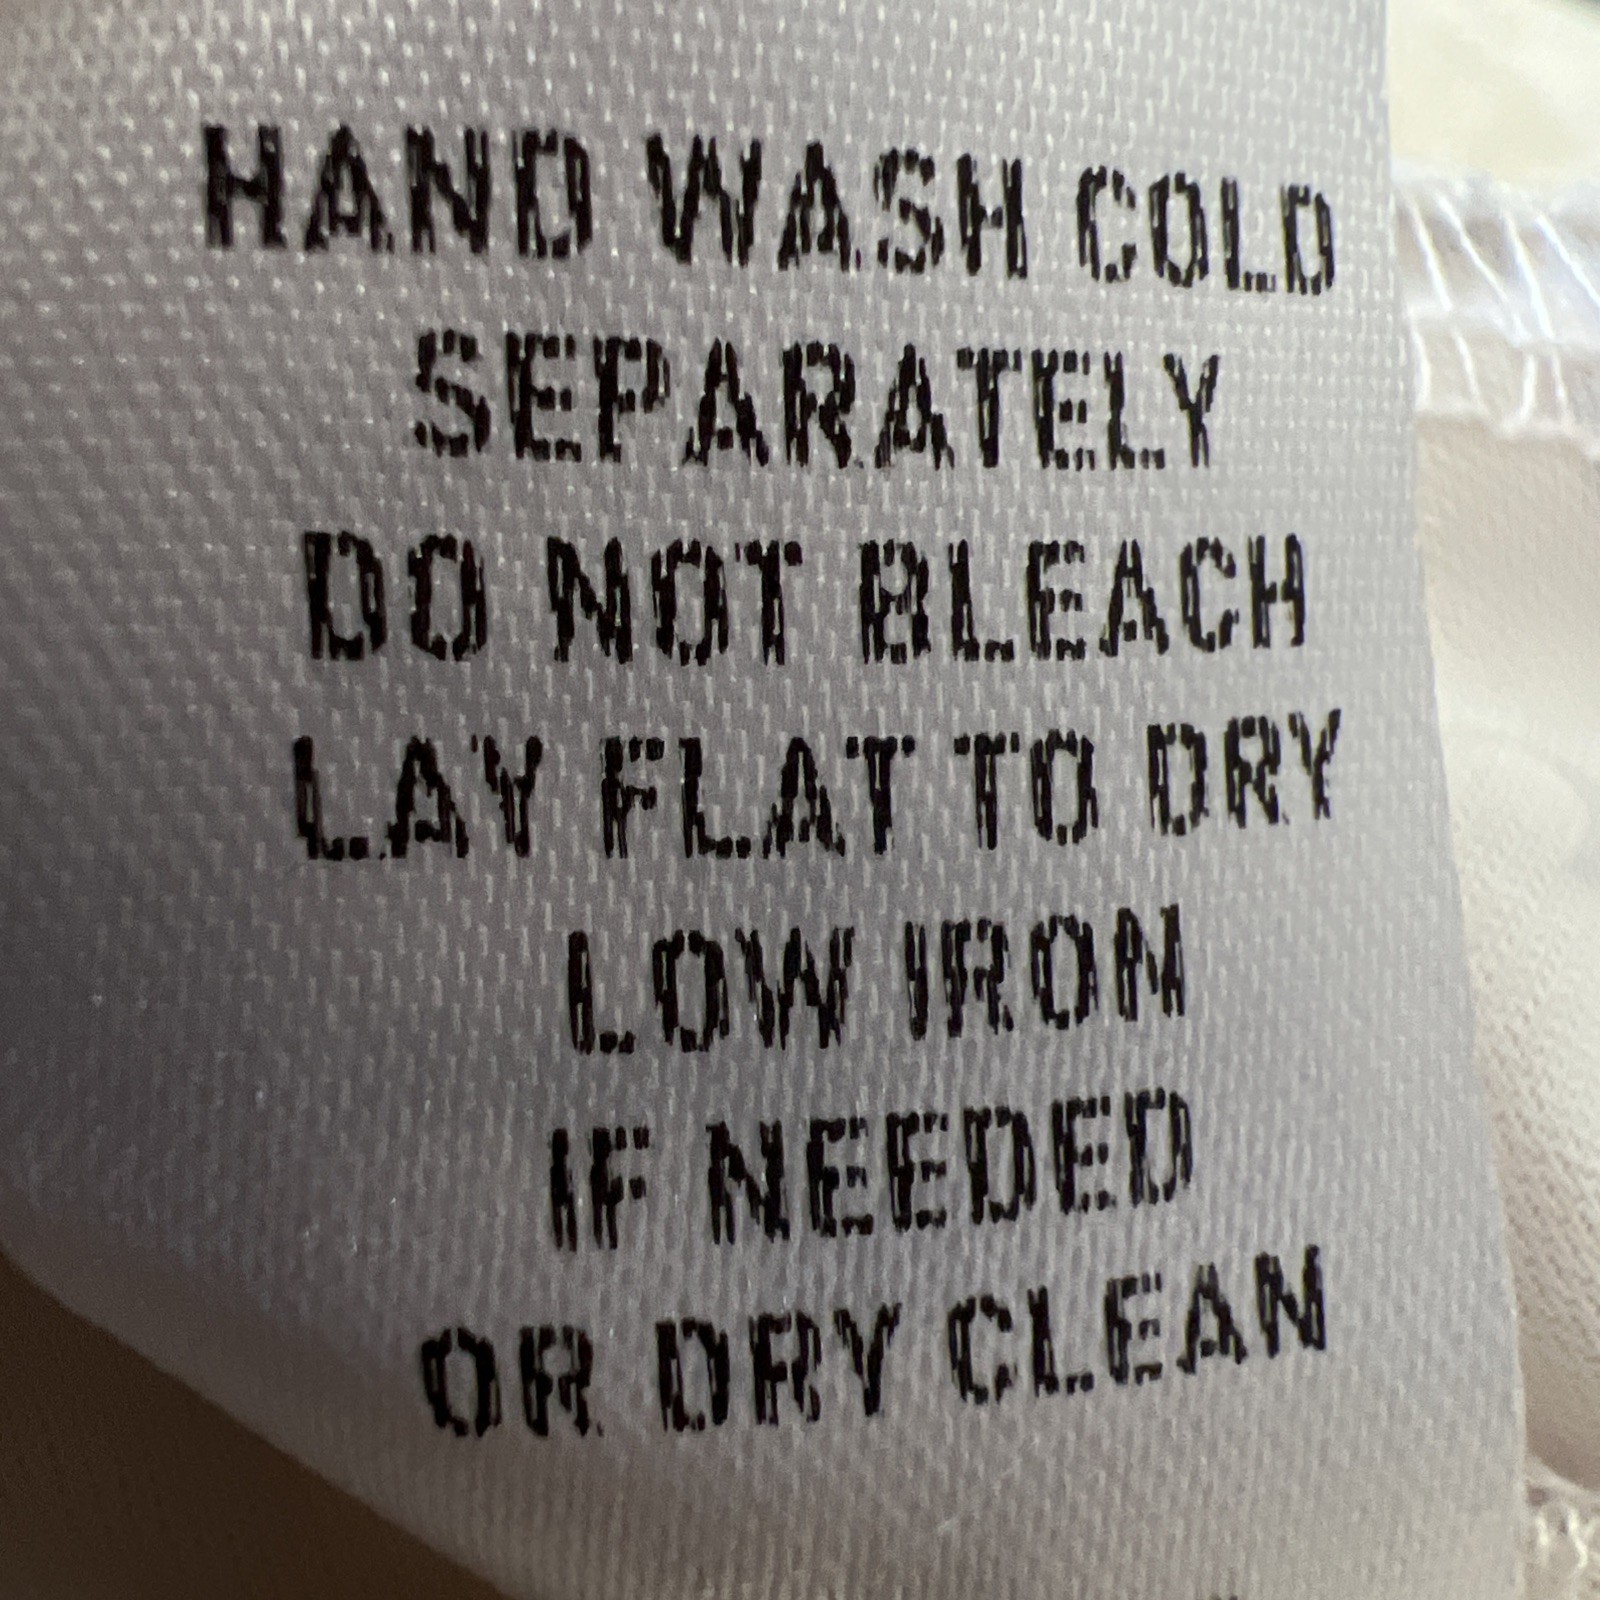 HAND WASH COLD
SEPARATELY
DO NOT BLEACH
LAY FLAT TO DRY
LOW IRON
IF NEEDED
OR DRY CLEAN